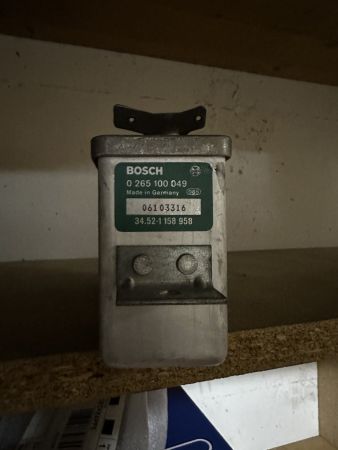 BOSCH
0 265 100 049
Made in Germany
06103316
34.52-1 158 958